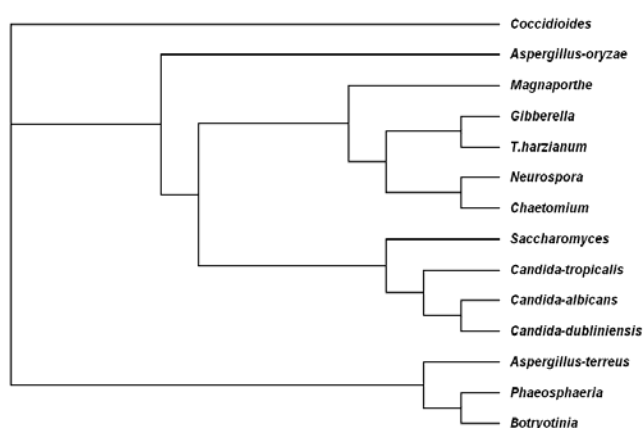 Coccidioides
Aspergillus-oryzae
Magnaporthe
Gibberella
T.harzianum
Neurospora
Chaetomium
Saccharomyces
Candida-tropicalis
Candida-albicans
Candida-dubliniensis
Aspergillus-terreus
Phaeosphaeria
Botryotinia